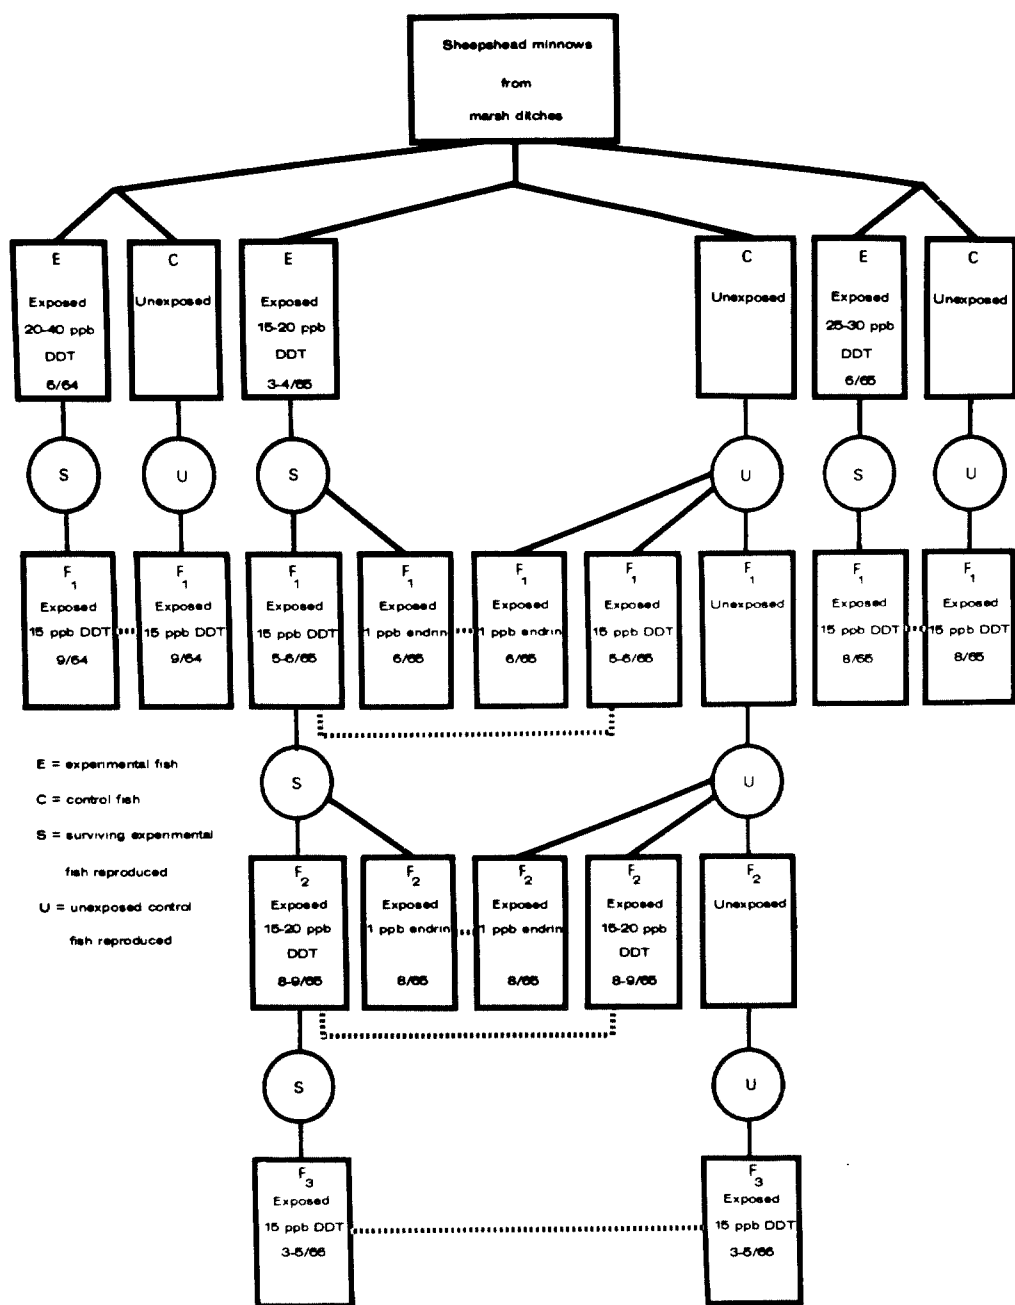 Sheepshead minnows
from
marsh ditches
E
Exposed
20-40 ppb
DDT
6/64
C
Unexposed
E
Exposed
15-20 ppb
DDT
3-4/65
C
Unexposed
E
Exposed
25-30 ppb
DDT
6/65
C
Unexposed
S
U
S
U
S
U
F1
Exposed
15 ppb DDT
9/64
F1
Exposed
15 ppb DDT
9/64
F1
Exposed
15 ppb DDT
5-6/65
F1
Exposed
1 ppb endrin
6/65
F1
Exposed
1 ppb endrin
6/65
F1
Exposed
15 ppb DDT
5-6/65
F1
Unexposed
F1
Exposed
15 ppb DDT
8/65
F1
Exposed
15 ppb DDT
8/65
E = experimental fish
C = control fish
S = surviving experimental
fish reproduced
U = unexposed control
fish reproduced
S
U
F2
Exposed
15-20 ppb
DDT
8-9/65
F2
Exposed
1 ppb endrin
8/65
F2
Exposed
1 ppb endrin
8/65
F2
Exposed
15-20 ppb
DDT
8-9/65
F2
Unexposed
S
U
F3
Exposed
15 ppb DDT
3-5/66
F3
Exposed
15 ppb DDT
3-5/66